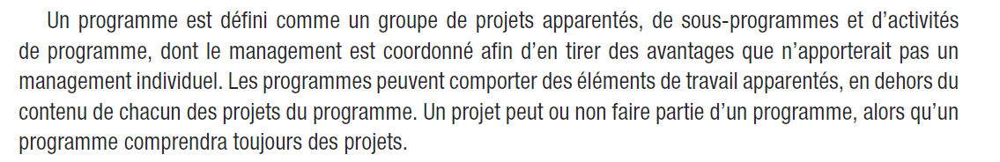 Un programme est défini comme un groupe de projets apparentés, de sous-programmes et d’activités
de programme, dont le management est coordonné afin d’en tirer des avantages que n’apporterait pas un
management individuel. Les programmes peuvent comporter des éléments de travail apparentés, en dehors du
contenu de chacun des projets du programme. Un projet peut ou non faire partie d’un programme, alors qu’un
programme comprendra toujours des projets.